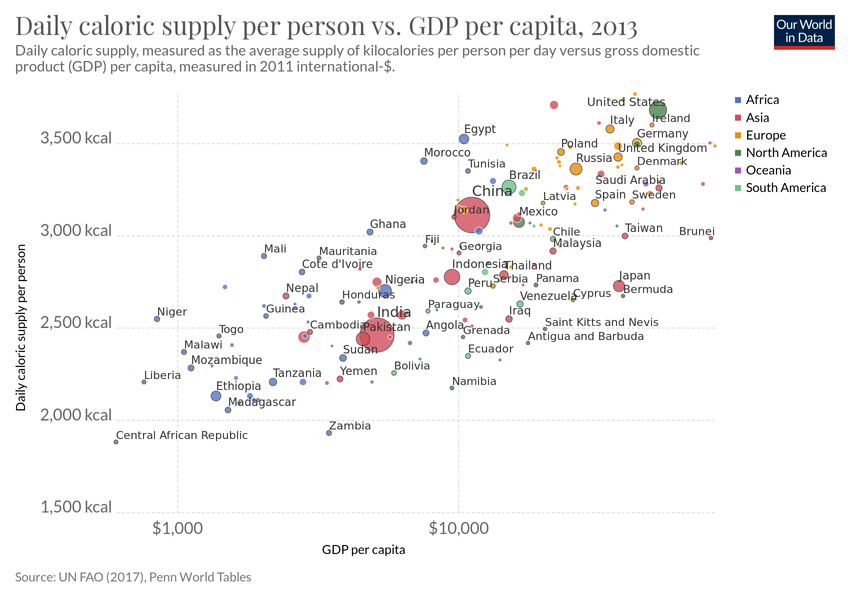 Daily caloric supply per person vs. GDP per capita, 2013
Daily caloric supply, measured as the average supply of kilocalories per person per day versus gross domestic
product (GDP) per capita, measured in 2011 international-$.
Our World
in Data
Africa
Asia
Europe
North America
Oceania
South America
Daily caloric supply per person
3,500 kcal
3,000 kcal
2,500 kcal
2,000 kcal
1,500 kcal
United States
Ireland
Italy
Egypt
Germany
Poland
United Kingdom
Morocco
Russia
Denmark
Tunisia
Brazil
Saudi Arabia
China
Latvia
Spain
Sweden
Jordan
Mexico
Ghana
Chile
Taiwan
Brunei
Fiji
Georgia
Malaysia
Mali
Mauritania
Cote d'Ivoire
Indonesia
Thailand
Nigeria
Peru
Serbia
Panama
Japan
Nepal
Honduras
Venezuela
Cyprus
Bermuda
Niger
Guinea
India
Paraguay
Iraq
Togo
Cambodia
Pakistan
Angola
Grenada
Saint Kitts and Nevis
Antigua and Barbuda
Malawi
Sudan
Ecuador
Mozambique
Liberia
Tanzania
Yemen
Bolivia
Ethiopia
Namibia
Madagascar
Zambia
Central African Republic
$1,000
$10,000
GDP per capita
Source: UN FAO (2017), Penn World Tables